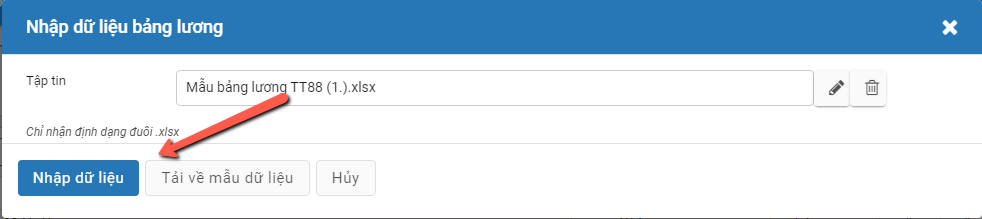 Nhập dữ liệu bảng lương
Tập tin
Mẫu bảng lương TT88 (1.).xlsx
Chỉ nhận định dạng đuôi .xlsx
Nhập dữ liệu
Tải về mẫu dữ liệu
Hủy